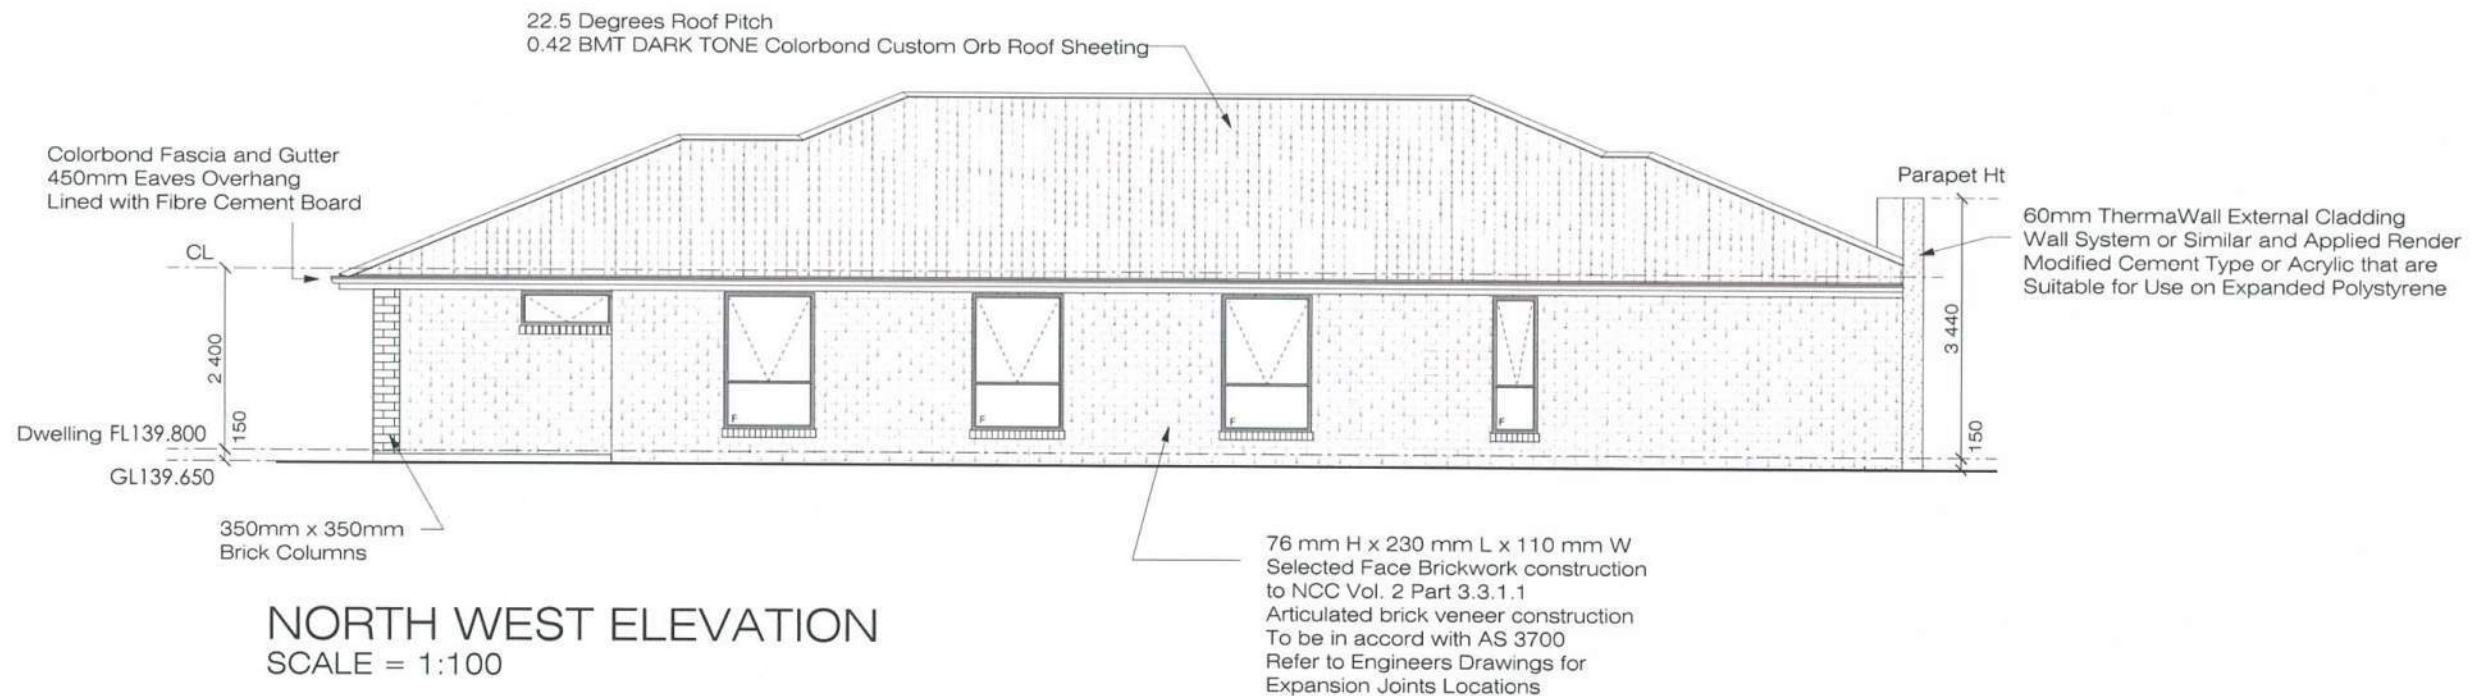 22.5 Degrees Roof Pitch
0.42 BMT DARK TONE Colorbond Custom Orb Roof Sheeting
Colorbond Fascia and Gutter
450mm Eaves Overhang
Lined with Fibre Cement Board
Parapet Ht
60mm ThermaWall External Cladding
Wall System or Similar and Applied Render
Modified Cement Type or Acrylic that are
Suitable for Use on Expanded Polystyrene
CL
2 400
3 440
F
F
F
F
Dwelling FL139.800
150
150
GL139.650
350mm x 350mm
Brick Columns
76 mm H x 230 mm L x 110 mm W
Selected Face Brickwork construction
to NCC Vol. 2 Part 3.3.1.1
Articulated brick veneer construction
To be in accord with AS 3700
Refer to Engineers Drawings for
Expansion Joints Locations
NORTH WEST ELEVATION
SCALE = 1:100